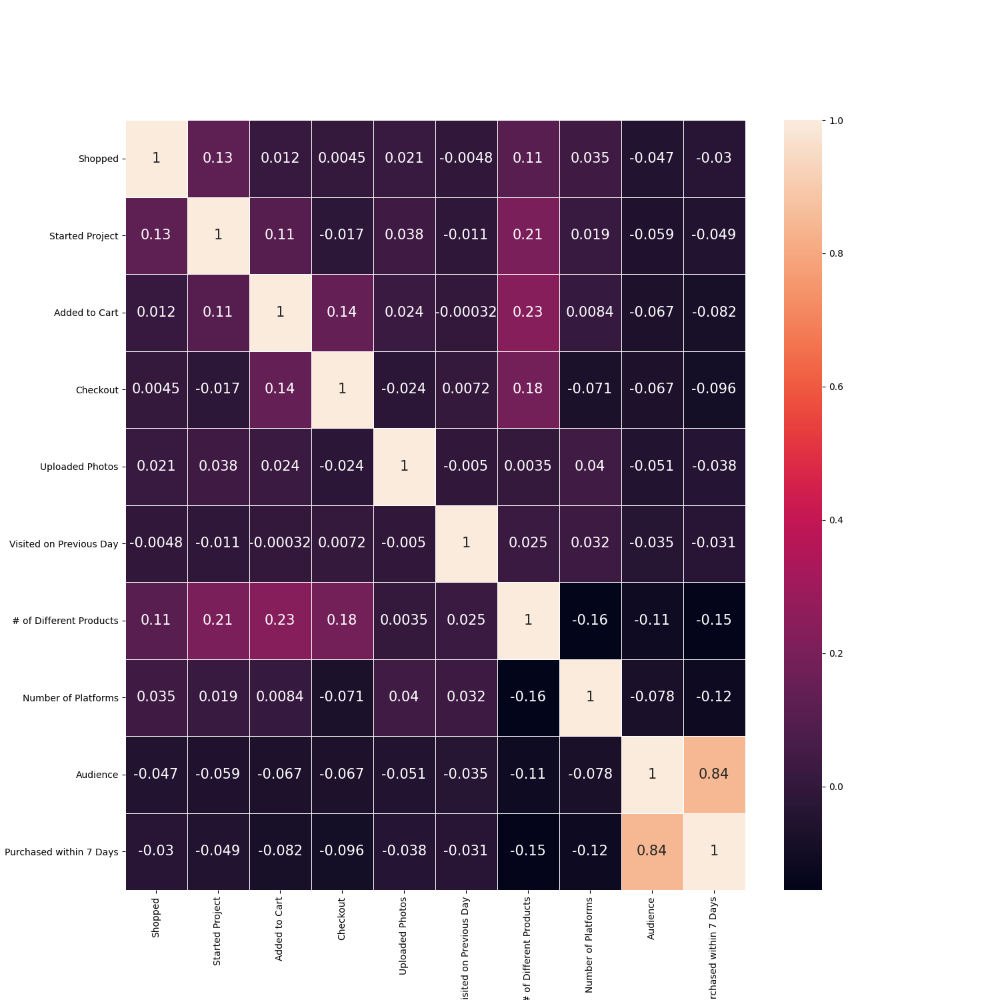 Shopped 1 0.13 0.012 0.0045 0.021 -0.0048 0.11 0.035 -0.047 -0.03
Started Project 0.13 1 0.11 -0.017 0.038 -0.011 0.21 0.019 -0.059 -0.049
Added to Cart 0.012 0.11 1 0.14 0.024 -0.00032 0.23 0.0084 -0.067 -0.082
Checkout 0.0045 -0.017 0.14 1 -0.024 0.0072 0.18 -0.071 -0.067 -0.096
Uploaded Photos 0.021 0.038 0.024 -0.024 1 -0.005 0.0035 0.04 -0.051 -0.038
Visited on Previous Day -0.0048 -0.011 -0.00032 0.0072 -0.005 1 0.025 0.032 -0.035 -0.031
# of Different Products 0.11 0.21 0.23 0.18 0.0035 0.025 1 -0.16 -0.11 -0.15
Number of Platforms 0.035 0.019 0.0084 -0.071 0.04 0.032 -0.16 1 -0.078 -0.12
Audience -0.047 -0.059 -0.067 -0.067 -0.051 -0.035 -0.11 -0.078 1 0.84
Purchased within 7 Days -0.03 -0.049 -0.082 -0.096 -0.038 -0.031 -0.15 -0.12 0.84 1
Shopped
Started Project
Added to Cart
Checkout
Uploaded Photos
isited on Previous Day
# of Different Products
Number of Platforms
Audience
rchased within 7 Days
1.0
0.8
0.6
0.4
0.2
0.0